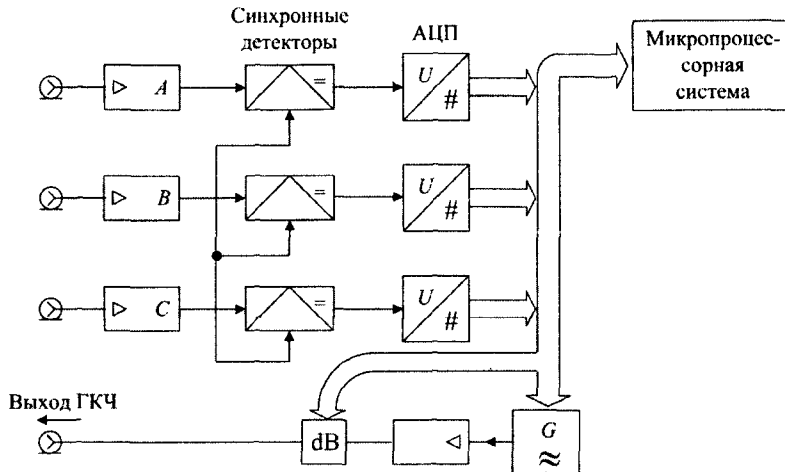 Синхронные
детекторы
АЦП
Микропроцес-
сорная
система
A
=
U
#
B
=
U
#
C
=
U
#
Выход ГКЧ
dB
G
≈